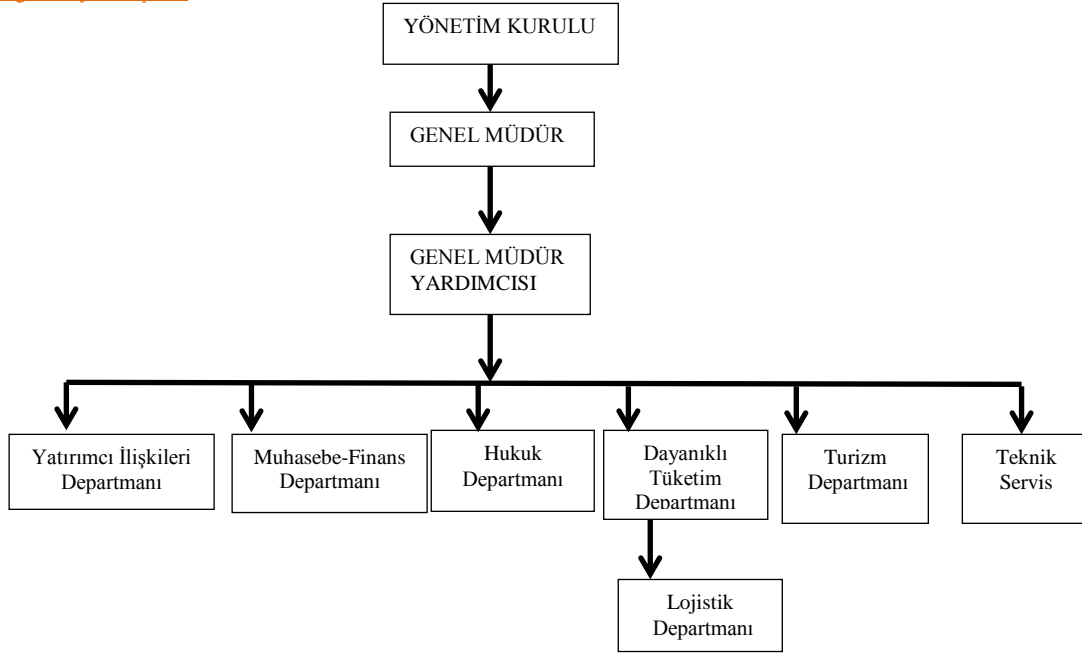 YÖNETİM KURULU
GENEL MÜDÜR
GENEL MÜDÜR
YARDIMCISI
Yatırımcı İlişkileri
Departmanı
Muhasebe-Finans
Departmanı
Hukuk
Departmanı
Dayanıklı
Tüketim
Departmanı
Turizm
Departmanı
Teknik
Servis
Lojistik
Departmanı